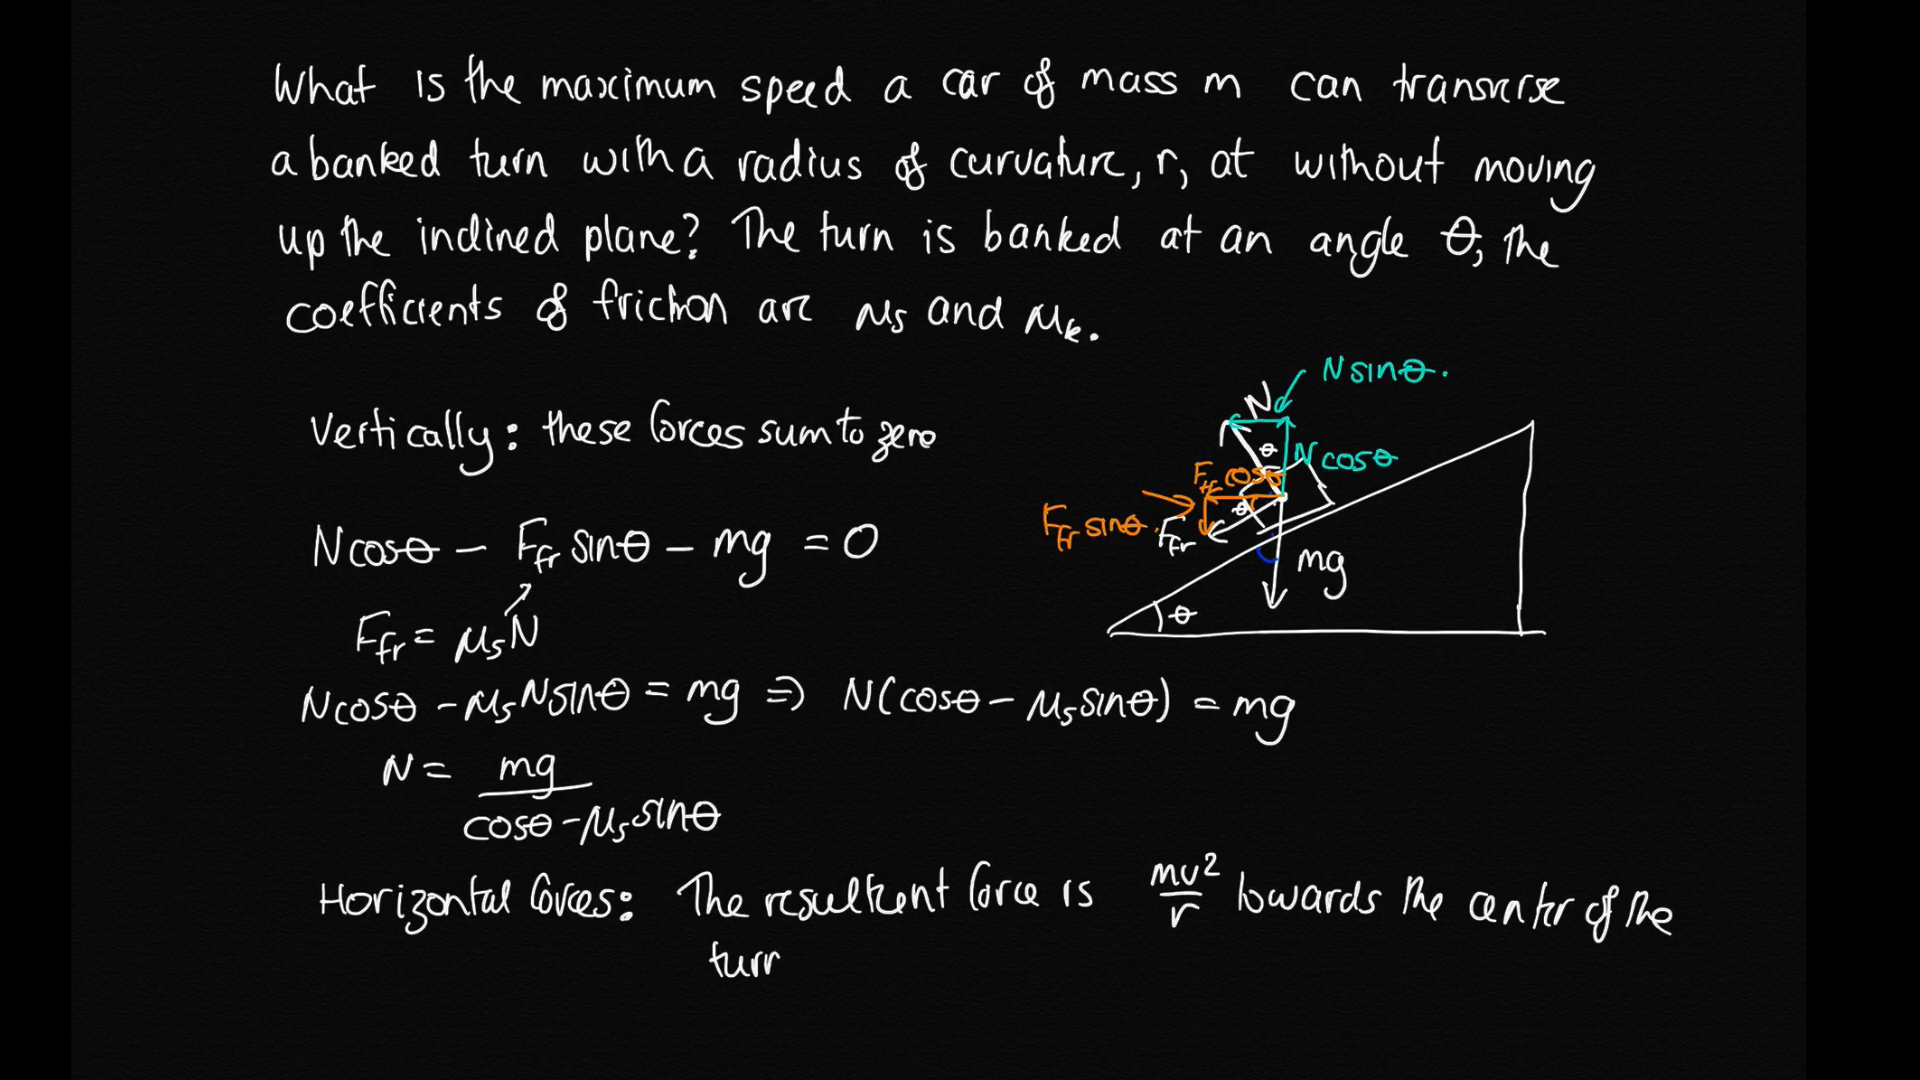 What is the maximum speed a car of mass m can transverse
a banked turn with a radius of curvature, r, at without moving
up the inclined plane? The turn is banked at an angle θ, the
coefficients of friction are μs and μk.
Nsinθ.
N
θ
Ncosθ
Ffr cosθ
θ
Ffr sinθ.
Ffr
mg
θ
Vertically: these forces sum to zero
Ncosθ - Ffr sinθ - mg = 0
Ffr = μsN
Ncosθ - μsNsinθ = mg ⇒ N(cosθ - μs sinθ) = mg
N = mg / cosθ - μs sinθ
Horizontal forces: The resultent force is mv²/r towards the center of the
turn